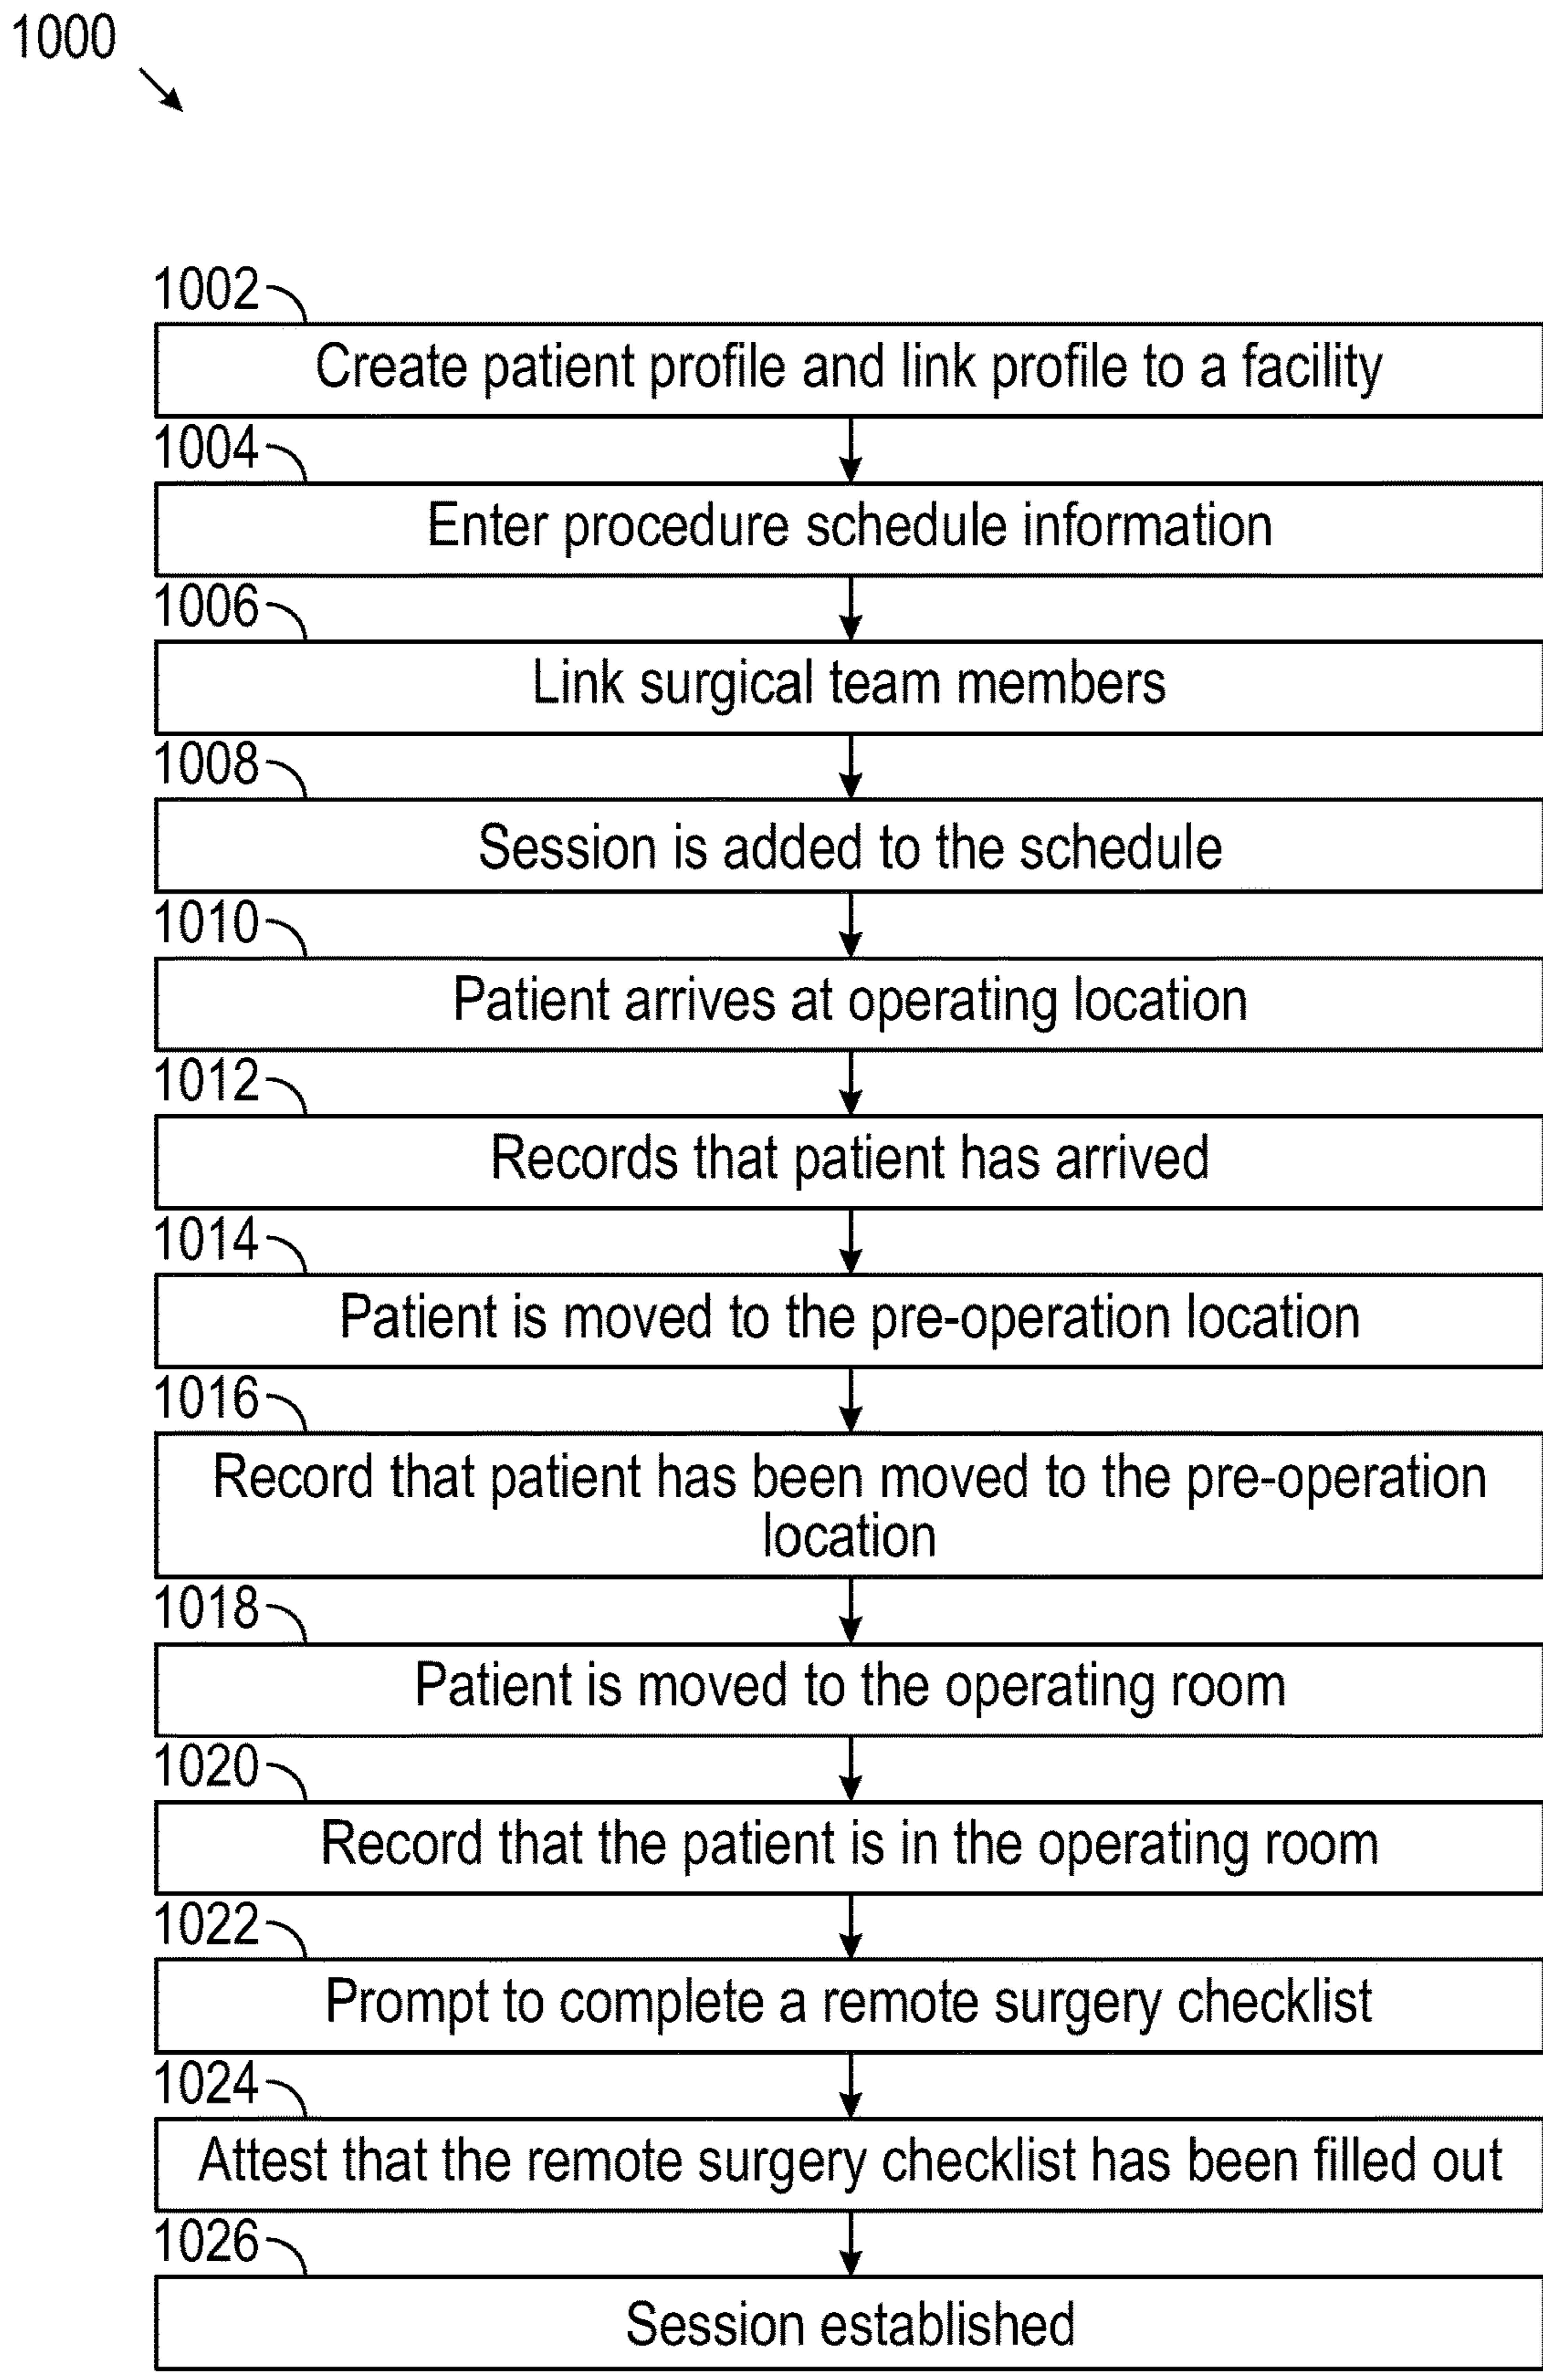 1000
1002
Create patient profile and link profile to a facility
1004
Enter procedure schedule information
1006
Link surgical team members
1008
Session is added to the schedule
1010
Patient arrives at operating location
1012
Records that patient has arrived
1014
Patient is moved to the pre-operation location
1016
Record that patient has been moved to the pre-operation
location
1018
Patient is moved to the operating room
1020
Record that the patient is in the operating room
1022
Prompt to complete a remote surgery checklist
1024
Attest that the remote surgery checklist has been filled out
1026
Session established